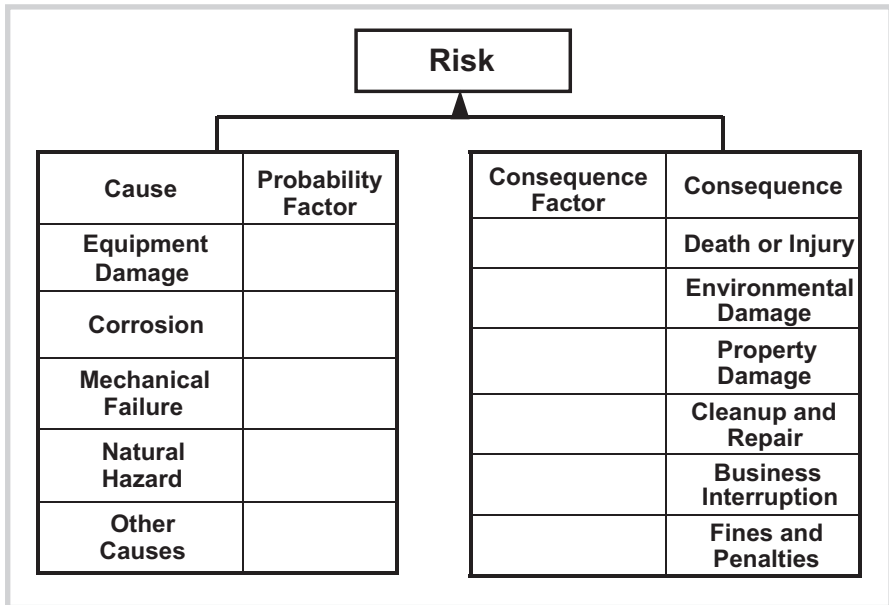 Risk
Cause
Probability
Factor
Equipment
Damage
Corrosion
Mechanical
Failure
Natural
Hazard
Other
Causes
Consequence
Factor
Consequence
Death or Injury
Environmental
Damage
Property
Damage
Cleanup and
Repair
Business
Interruption
Fines and
Penalties